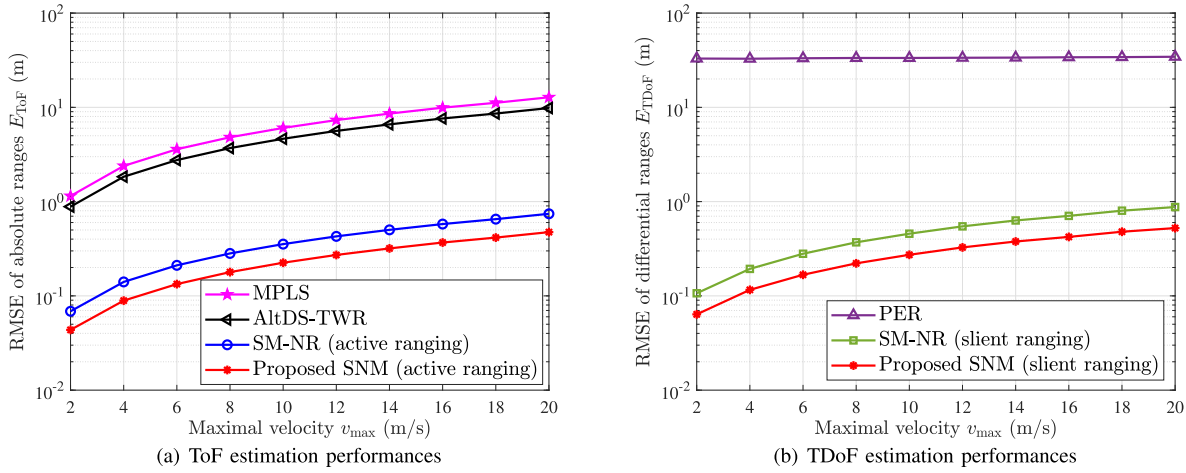 RMSE of absolute ranges E_ToF (m)
10^2
10^1
10^0
10^-1
10^-2
MPLS
AltDS-TWR
SM-NR (active ranging)
Proposed SNM (active ranging)
2 4 6 8 10 12 14 16 18 20
Maximal velocity v_max (m/s)
(a) ToF estimation performances
RMSE of differential ranges E_TDoF (m)
10^2
10^1
10^0
10^-1
10^-2
PER
SM-NR (slient ranging)
Proposed SNM (slient ranging)
2 4 6 8 10 12 14 16 18 20
Maximal velocity v_max (m/s)
(b) TDoF estimation performances